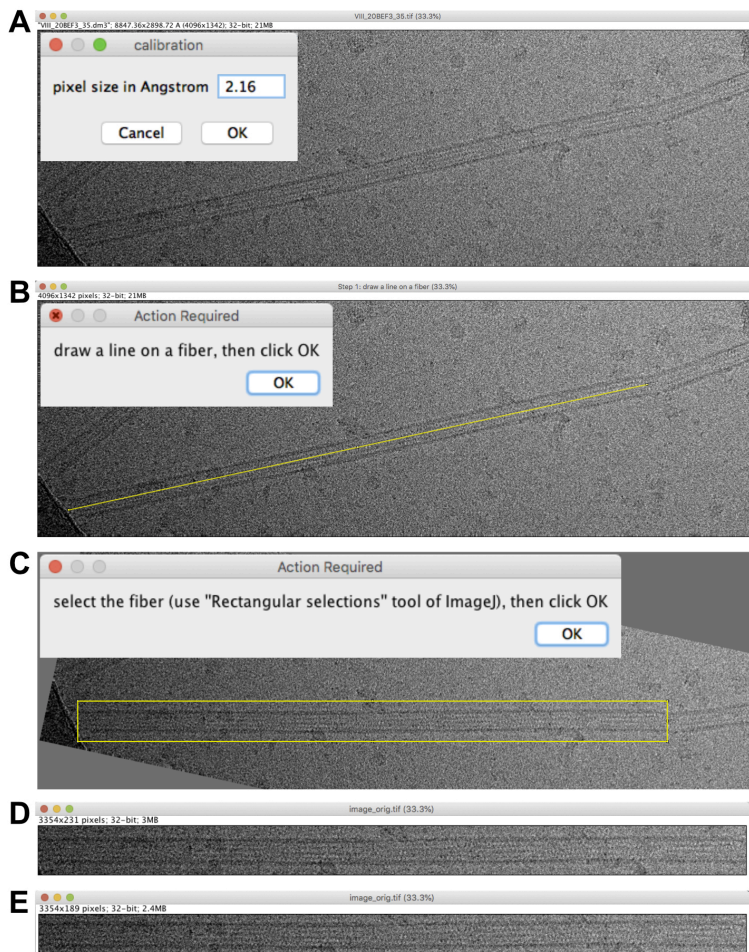 A
VIII_20BEF3_35.tif (33.3%)
"VIII_20BEF3_35.dm3"; 8847.36x2898.72 A (4096x1342); 32-bit; 21MB
calibration
pixel size in Angstrom 2.16
Cancel OK
B
Step 1: draw a line on a fiber (33.3%)
4096x1342 pixels; 32-bit; 21MB
Action Required
draw a line on a fiber, then click OK
OK
C
Action Required
select the fiber (use "Rectangular selections" tool of ImageJ), then click OK
OK
D
image_orig.tif (33.3%)
3354x231 pixels; 32-bit; 3MB
E
image_orig.tif (33.3%)
3354x189 pixels; 32-bit; 2.4MB